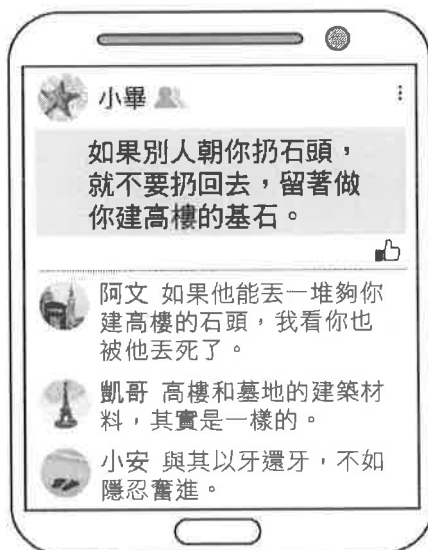 小畢
如果別人朝你扔石頭，
就不要扔回去，留著做
你建高樓的基石。
阿文 如果他能丟一堆夠你
建高樓的石頭，我看你也
被他丟死了。
凱哥 高樓和墓地的建築材
料，其實是一樣的。
小安 與其以牙還牙，不如
隱忍奮進。